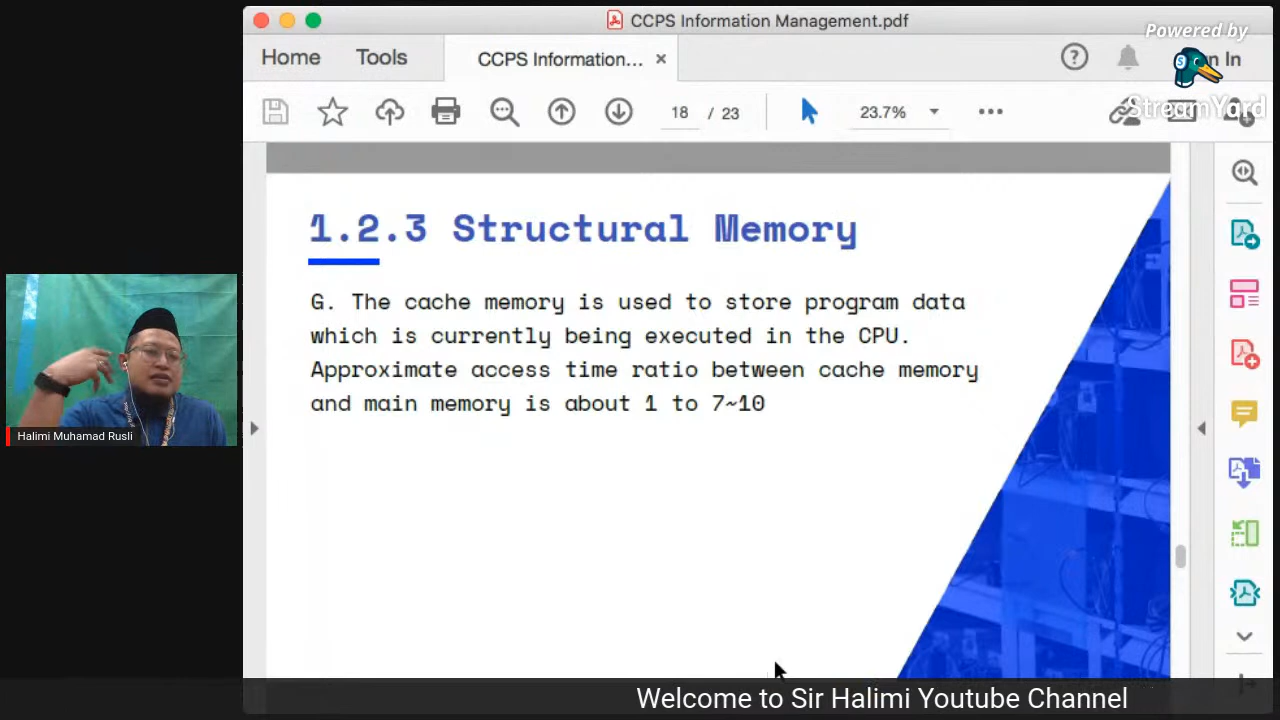 CCPS Information Management.pdf
Powered by
Home Tools CCPS Information... ×
n In
StreamYard
18 / 23 23.7%
1.2.3 Structural Memory
G. The cache memory is used to store program data
which is currently being executed in the CPU.
Approximate access time ratio between cache memory
and main memory is about 1 to 7~10
Halimi Muhamad Rusli
Welcome to Sir Halimi Youtube Channel